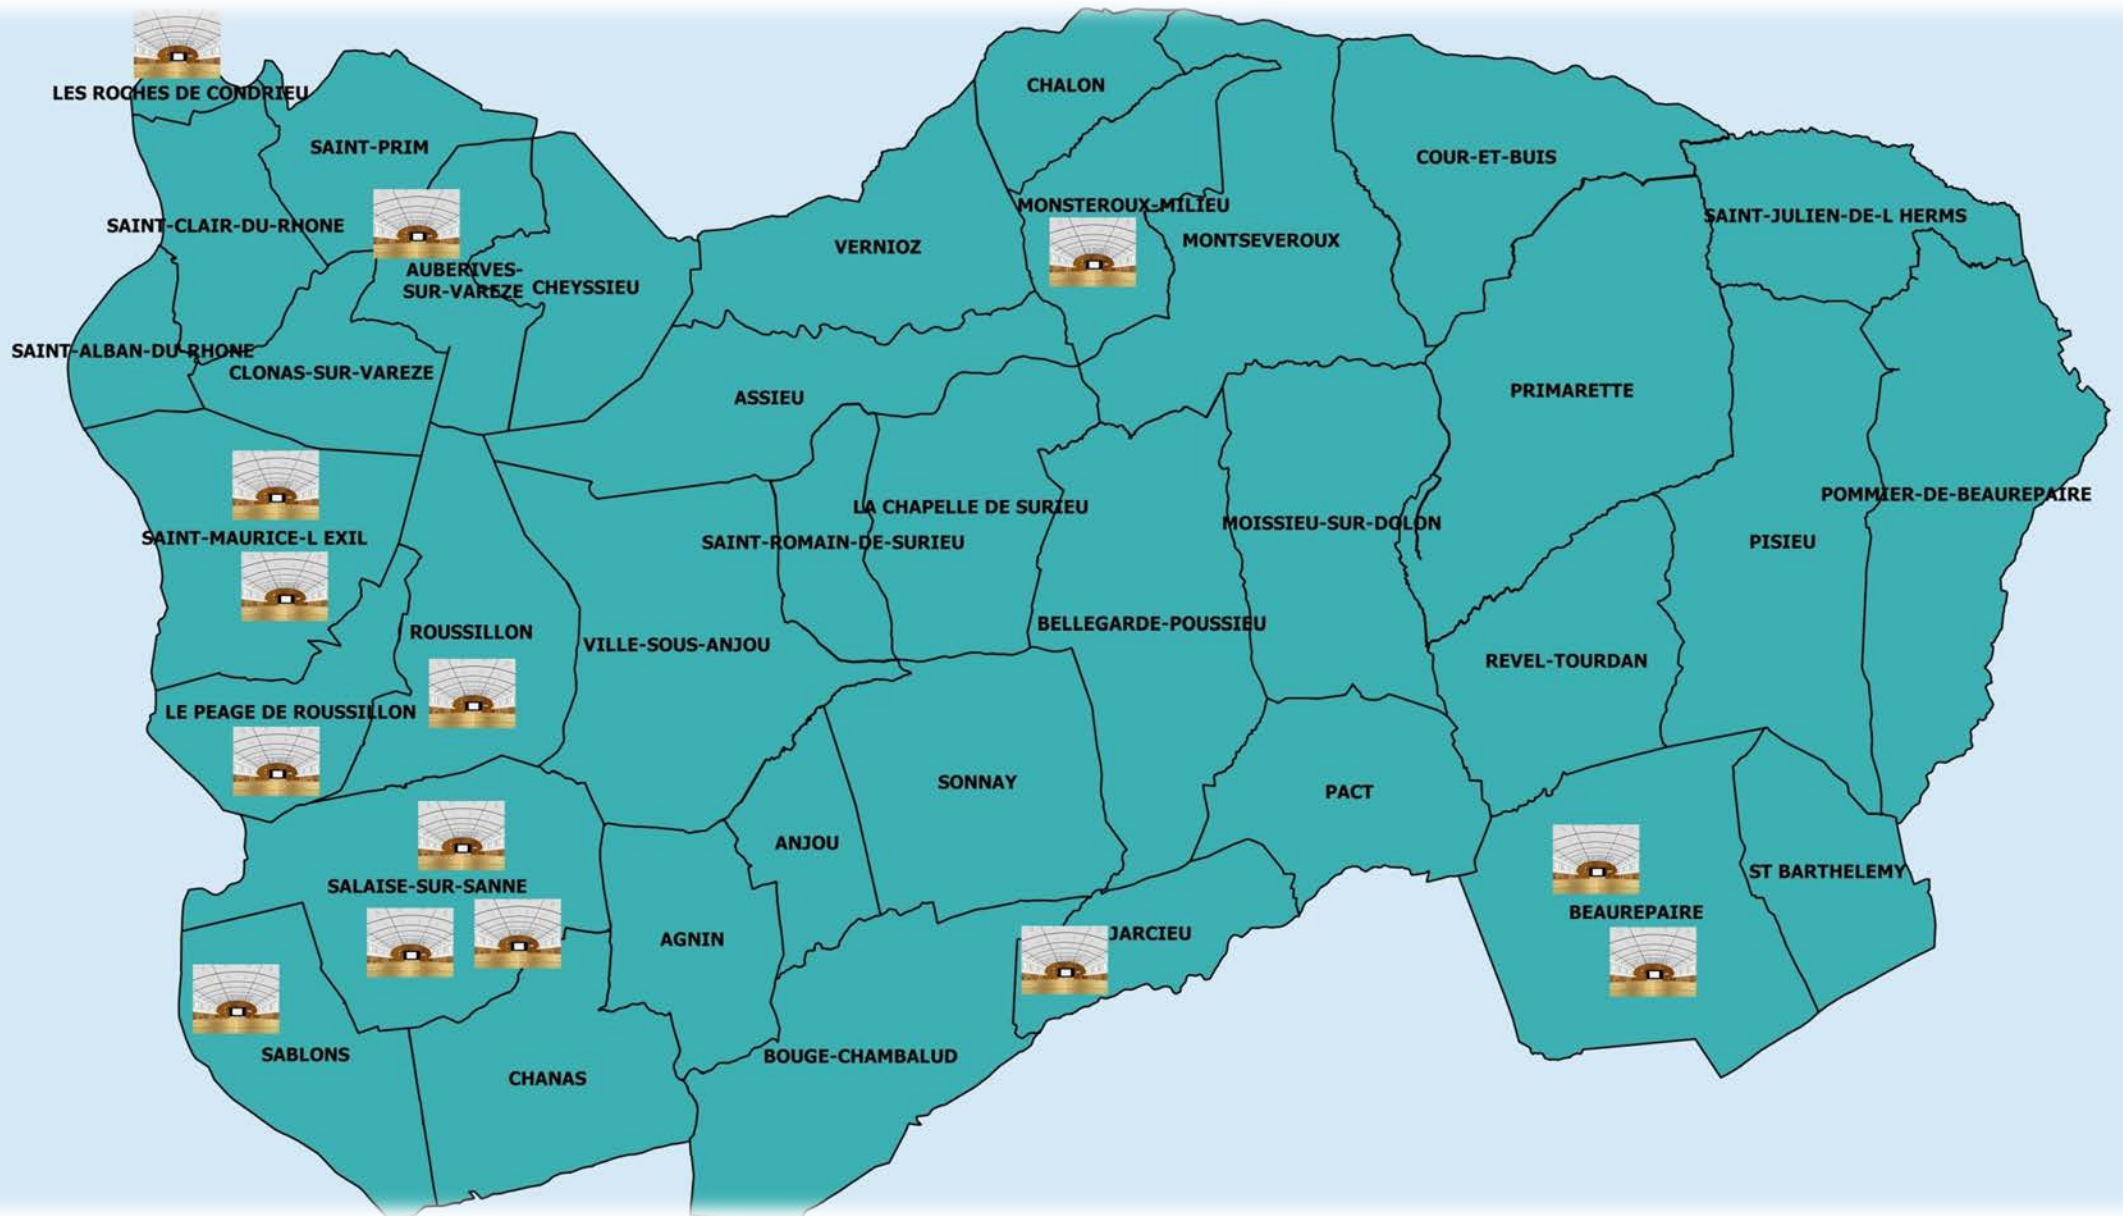 CHALON
LES ROCHES DE CONDRIEU
SAINT-PRIM
COUR-ET-BUIS
MONSTEROUX-MILIEU
SAINT-JULIEN-DE-L HERMS
SAINT-CLAIR-DU-RHONE
MONTSEVEROUX
VERNIOZ
AUBERIVES-
SUR-VAREZE
CHEYSSIEU
SAINT-ALBAN-DU-RHONE
CLONAS-SUR-VAREZE
PRIMARETTE
ASSIEU
POMMIER-DE-BEAUREPAIRE
LA CHAPELLE DE SURIEU
MOISSIEU-SUR-DOLON
SAINT-MAURICE-L EXIL
SAINT-ROMAIN-DE-SURIEU
PISIEU
BELLEGARDE-POUSSIEU
ROUSSILLON
VILLE-SOUS-ANJOU
REVEL-TOURDAN
LE PEAGE DE ROUSSILLON
SONNAY
PACT
ANJOU
ST BARTHELEMY
SALAISE-SUR-SANNE
BEAUREPAIRE
JARCIEU
AGNIN
SABLONS
BOUGE-CHAMBALUD
CHANAS